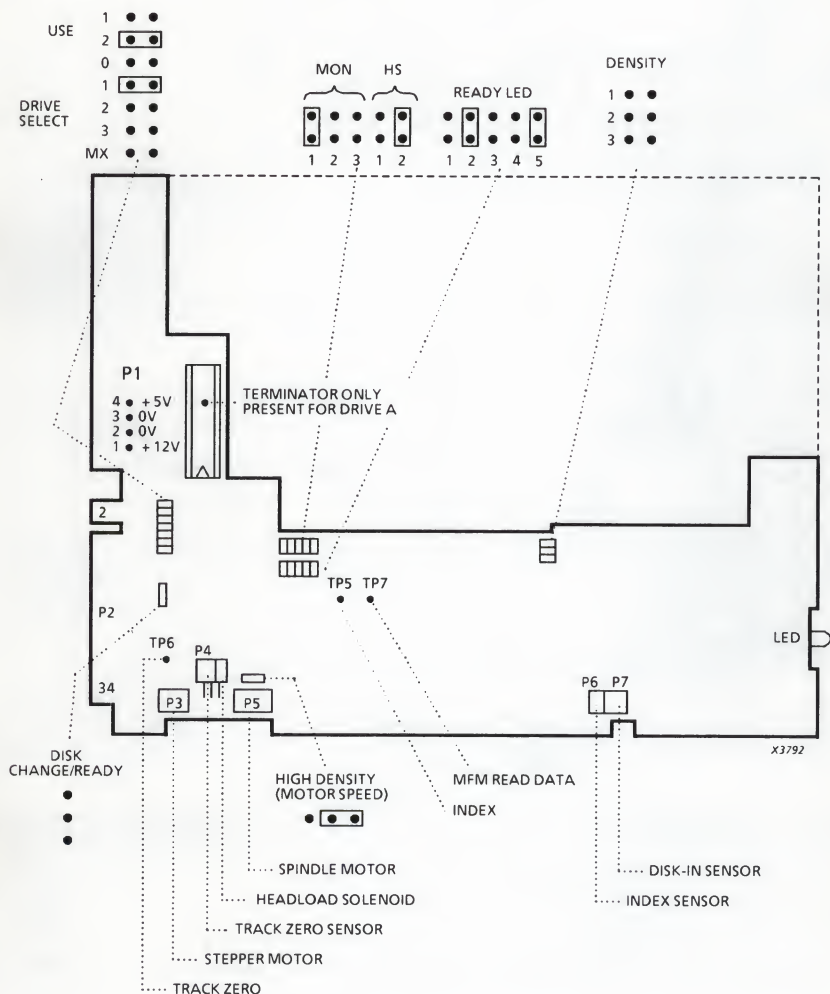 1
USE
2
0
1
DRIVE
SELECT
2
3
MX
MON
HS
1 2 3 1 2
READY LED
1 2 3 4 5
DENSITY
1
2
3
P1
4 +5V
3 0V
2 0V
1 +12V
TERMINATOR ONLY
PRESENT FOR DRIVE A
2
P2
34
TP5 TP7
TP6
P4
P3
P5
P6 P7
LED
X3792
DISK
CHANGE/READY
HIGH DENSITY
(MOTOR SPEED)
MFM READ DATA
INDEX
SPINDLE MOTOR
HEADLOAD SOLENOID
TRACK ZERO SENSOR
STEPPER MOTOR
TRACK ZERO
DISK-IN SENSOR
INDEX SENSOR